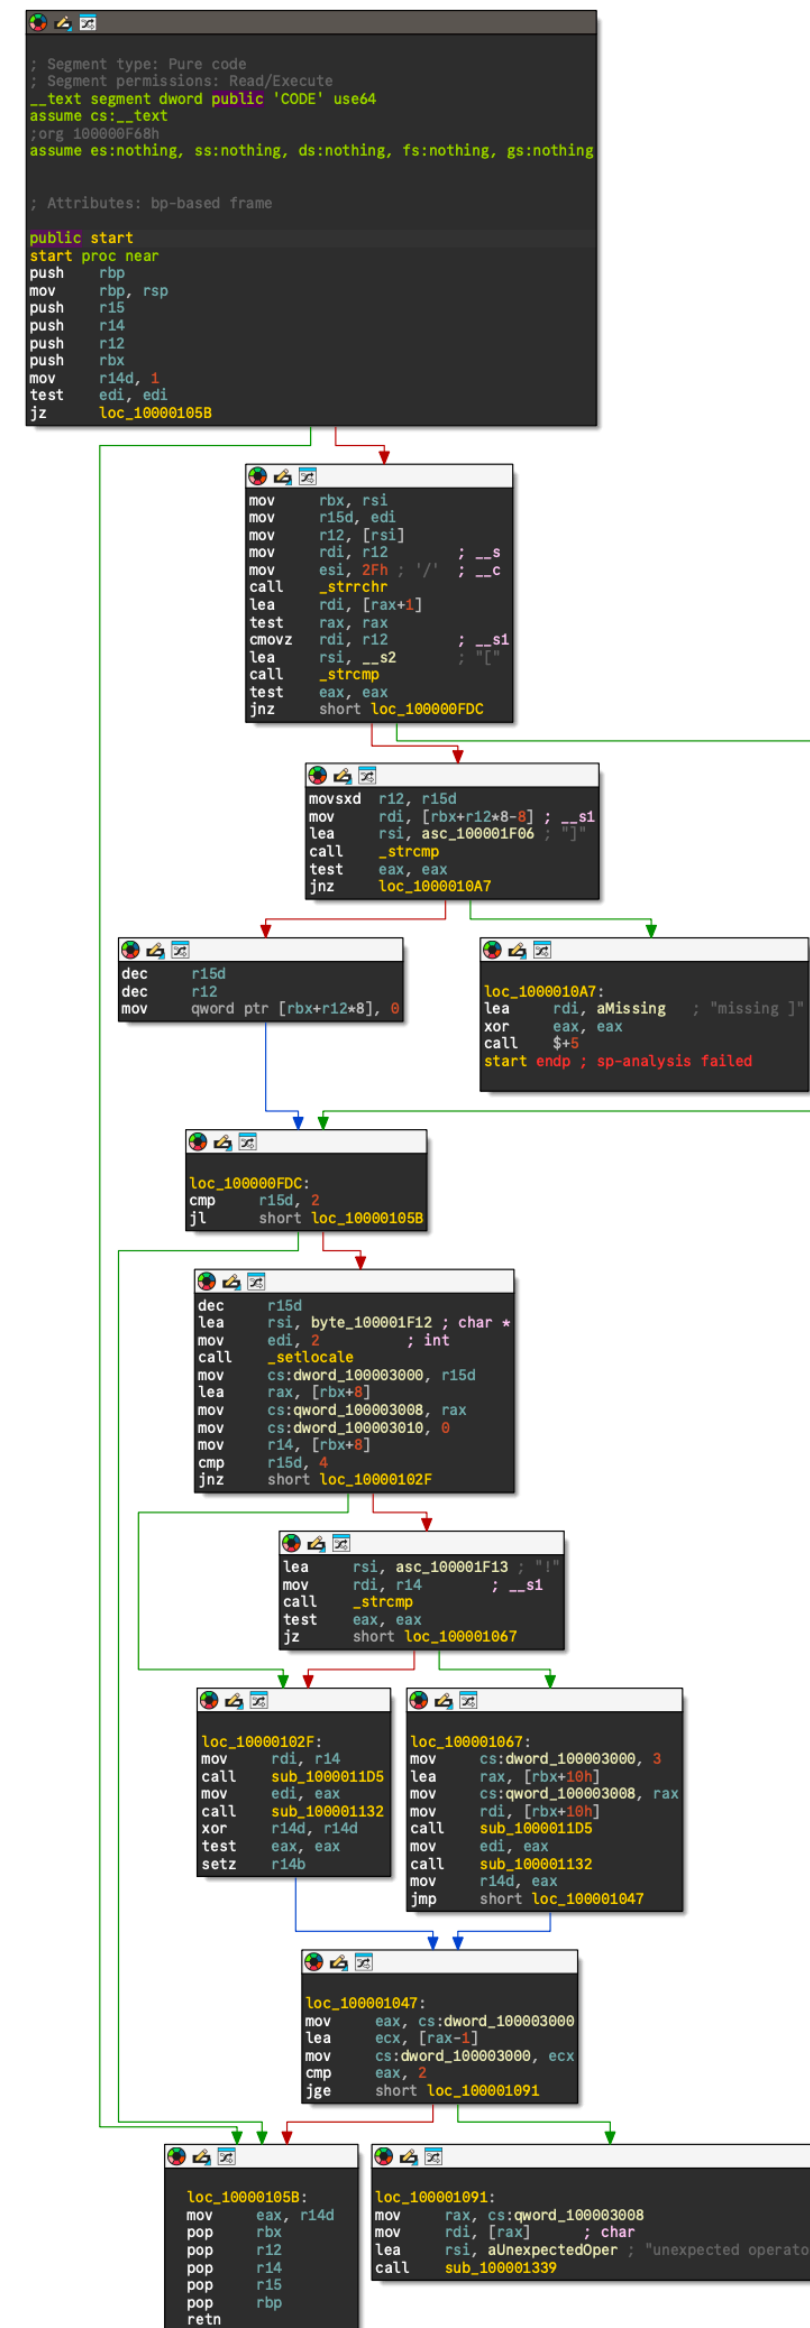 ; Segment type: Pure code
; Segment permissions: Read/Execute
__text segment dword public 'CODE' use64
assume cs:__text
;org 100000F68h
assume es:nothing, ss:nothing, ds:nothing, fs:nothing, gs:nothing
; Attributes: bp-based frame
public start
start proc near
push rbp
mov rbp, rsp
push r15
push r14
push r12
push rbx
mov r14d, 1
test edi, edi
jz loc_10000105B
mov rbx, rsi
mov r15d, edi
mov r12, [rsi]
mov rdi, r12 ; __s
mov esi, 2Fh ; '/' ; __c
call _strrchr
lea rdi, [rax+1]
test rax, rax
cmovz rdi, r12 ; __s1
lea rsi, __s2 ; "["
call _strcmp
test eax, eax
jnz short loc_100000FDC
movsxd r12, r15d
mov rdi, [rbx+r12*8-8] ; __s1
lea rsi, asc_100001F06 ; "]"
call _strcmp
test eax, eax
jnz loc_1000010A7
dec r15d
dec r12
mov qword ptr [rbx+r12*8], 0
loc_1000010A7:
lea rdi, aMissing ; "missing ]"
xor eax, eax
call $+5
start endp ; sp-analysis failed
loc_100000FDC:
cmp r15d, 2
jl short loc_10000105B
dec r15d
lea rsi, byte_100001F12 ; char *
mov edi, 2 ; int
call _setlocale
mov cs:dword_100003000, r15d
lea rax, [rbx+8]
mov cs:qword_100003008, rax
mov cs:dword_100003010, 0
mov r14, [rbx+8]
cmp r15d, 4
jnz short loc_10000102F
lea rsi, asc_100001F13 ; "!"
mov rdi, r14 ; __s1
call _strcmp
test eax, eax
jz short loc_100001067
loc_10000102F:
mov rdi, r14
call sub_1000011D5
mov edi, eax
call sub_100001132
xor r14d, r14d
test eax, eax
setz r14b
loc_100001067:
mov cs:dword_100003000, 3
lea rax, [rbx+10h]
mov cs:qword_100003008, rax
mov rdi, [rbx+10h]
call sub_1000011D5
mov edi, eax
call sub_100001132
mov r14d, eax
jmp short loc_100001047
loc_100001047:
mov eax, cs:dword_100003000
lea ecx, [rax-1]
mov cs:dword_100003000, ecx
cmp eax, 2
jge short loc_100001091
loc_10000105B:
mov eax, r14d
pop rbx
pop r12
pop r14
pop r15
pop rbp
retn
loc_100001091:
mov rax, cs:qword_100003008
mov rdi, [rax] ; char
lea rsi, aUnexpectedOper ; "unexpected operato
call sub_100001339